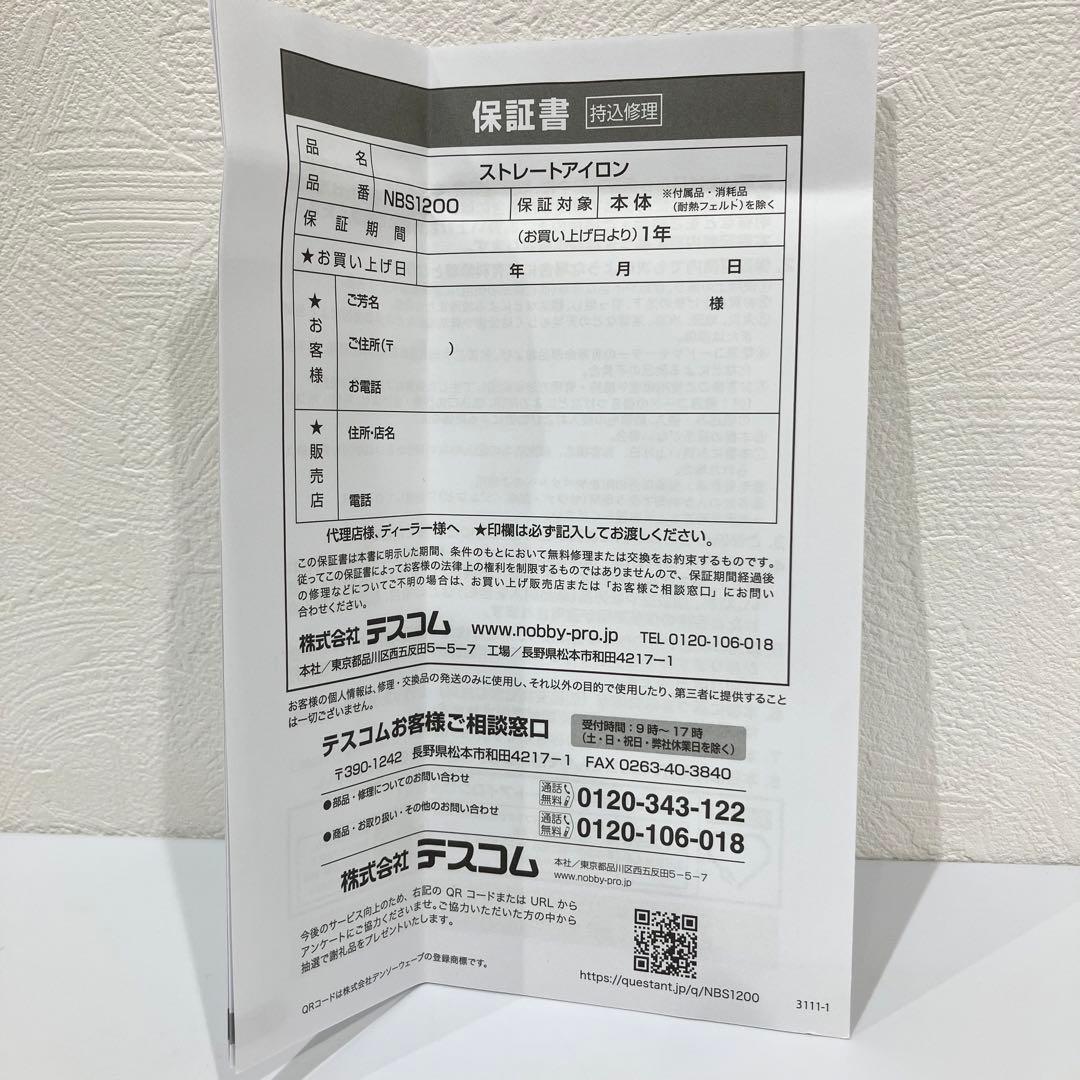 保証書 持込修理
品名 ストレートアイロン
品番 NBS1200 保証対象 本体 ※付属品・消耗品
(耐熱フェルト)を除く
保証期間 (お買い上げ日より)1年
★お買い上げ日 年 月 日
★お客様 ご芳名 様
ご住所(〒 )
お電話
★販売店 住所・店名
電話
代理店様、ディーラー様へ ★印欄は必ず記入してお渡しください。
この保証書は本書に明示した期間、条件のもとにおいて無料修理または交換をお約束するものです。
従ってこの保証書によってお客様の法律上の権利を制限するものではありませんので、保証期間経過後
の修理などについてご不明の場合は、お買い上げ販売店または「お客様ご相談窓口」にお問い
合わせください。
株式会社 テスコム www.nobby-pro.jp TEL 0120-106-018
本社/東京都品川区西五反田5-5-7 工場/長野県松本市和田4217-1
お客様の個人情報は、修理・交換品の発送のみに使用し、それ以外の目的で使用したり、第三者に提供すること
は一切ございません。
テスコムお客様ご相談窓口 受付時間:9時~17時
(土・日・祝日・弊社休業日を除く)
〒390-1242 長野県松本市和田4217-1 FAX 0263-40-3840
●部品・修理についてのお問い合わせ 通話無料 0120-343-122
●商品・お取り扱い・その他のお問い合わせ 通話無料 0120-106-018
株式会社 テスコム 本社/東京都品川区西五反田5-5-7
www.nobby-pro.jp
今後のサービス向上のため、右記の QR コードまたは URL から
アンケートにご協力くださいませ。ご協力いただいた方の中から
抽選で謝礼品をプレゼントいたします。
https://questant.jp/q/NBS1200
QRコードは株式会社デンソーウェーブの登録商標です。
3111-1